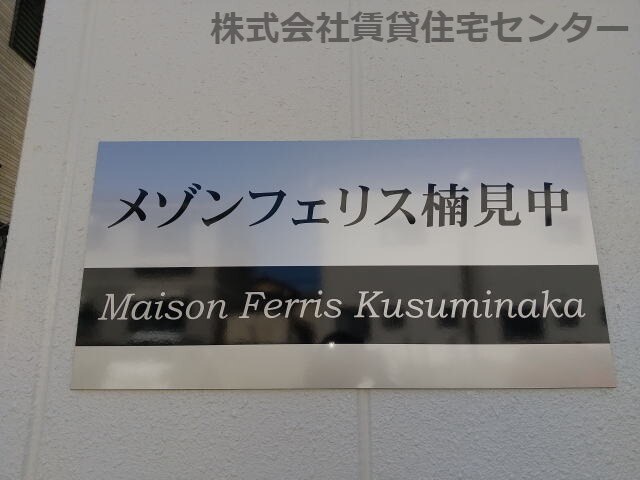 株式会社賃貸住宅センター
メゾンフェリス楠見中
Maison Ferris Kusuminaka